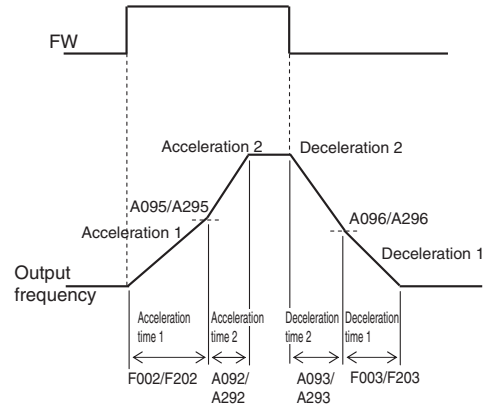 FW
Acceleration 2
Deceleration 2
A095/A295
A096/A296
Acceleration 1
Deceleration 1
Output
frequency
Acceleration
time 1
Acceleration
time 2
Deceleration
time 2
Deceleration
time 1
F002/F202
A092/
A292
A093/
A293
F003/F203